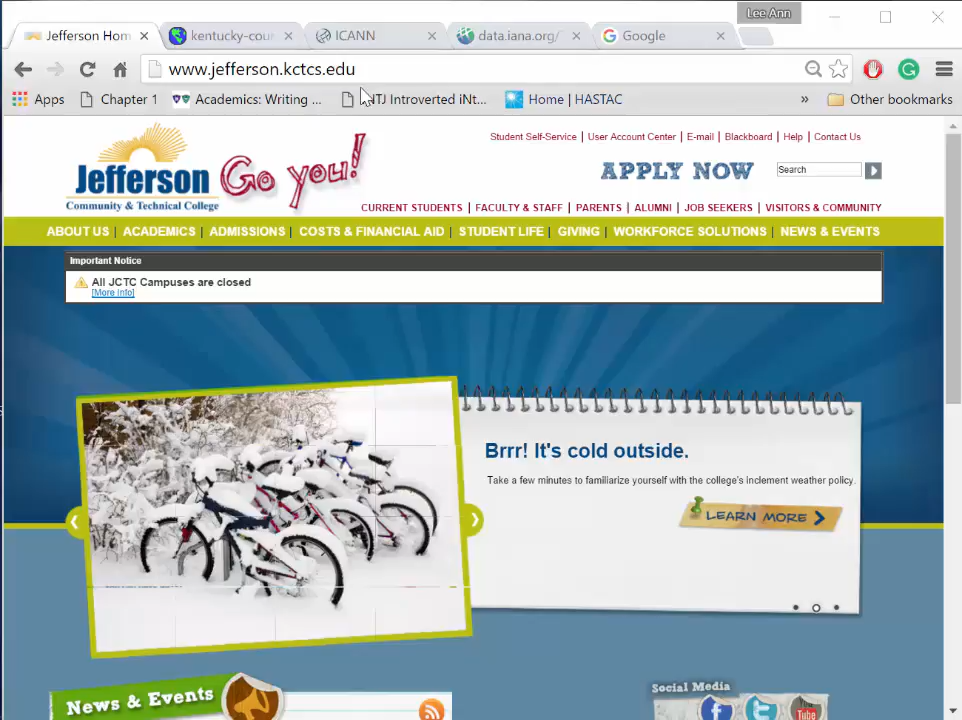 Lee Ann
Jefferson Hom
kentucky-cour
ICANN
data.iana.org/
Google
www.jefferson.kctcs.edu
Apps
Chapter 1
Academics: Writing ...
NTJ Introverted iNt...
Home | HASTAC
»
Other bookmarks
Student Self-Service | User Account Center | E-mail | Blackboard | Help | Contact Us
Jefferson
Community & Technical College
Go you!
APPLY NOW
Search
CURRENT STUDENTS | FACULTY & STAFF | PARENTS | ALUMNI | JOB SEEKERS | VISITORS & COMMUNITY
ABOUT US | ACADEMICS | ADMISSIONS | COSTS & FINANCIAL AID | STUDENT LIFE | GIVING | WORKFORCE SOLUTIONS | NEWS & EVENTS
Important Notice
All JCTC Campuses are closed
[More Info]
Brrr! It's cold outside.
Take a few minutes to familiarize yourself with the college's inclement weather policy.
LEARN MORE
News & Events
Social Media
You
Tube